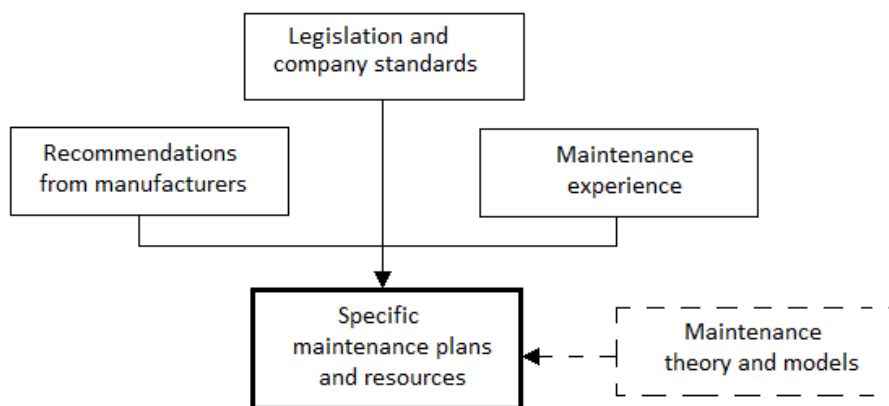 Legislation and
company standards
Recommendations
from manufacturers
Maintenance
experience
Specific
maintenance plans
and resources
Maintenance
theory and models